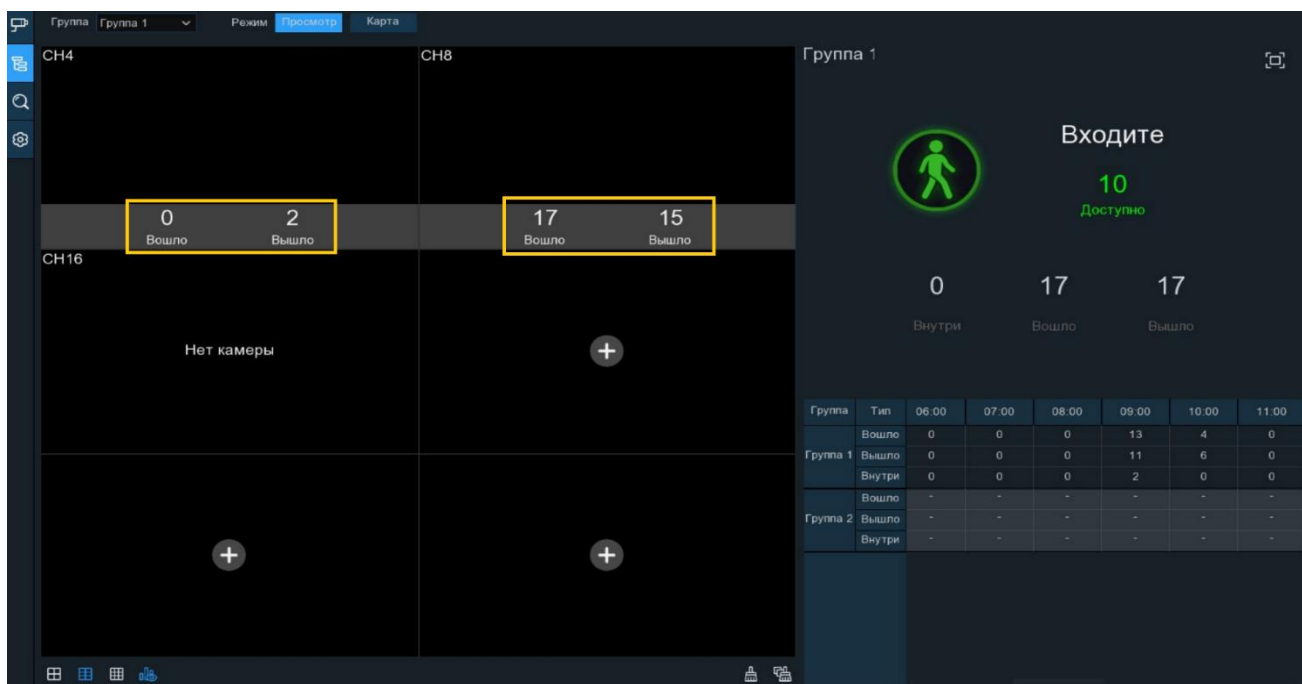 Группа Группа 1 Режим Просмотр Карта
CH4 CH8 Группа 1
Входите
10
Доступно
0 2 17 15
Вошло Вышло Вошло Вышло
CH16
0 17 17
Внутри Вошло Вышло
Нет камеры
Группа Тип 06:00 07:00 08:00 09:00 10:00 11:00
Вошло 0 0 0 13 4 0
Группа 1 Вышло 0 0 0 11 6 0
Внутри 0 0 0 2 0 0
Вошло - - - - - -
Группа 2 Вышло - - - - - -
Внутри - - - - - -